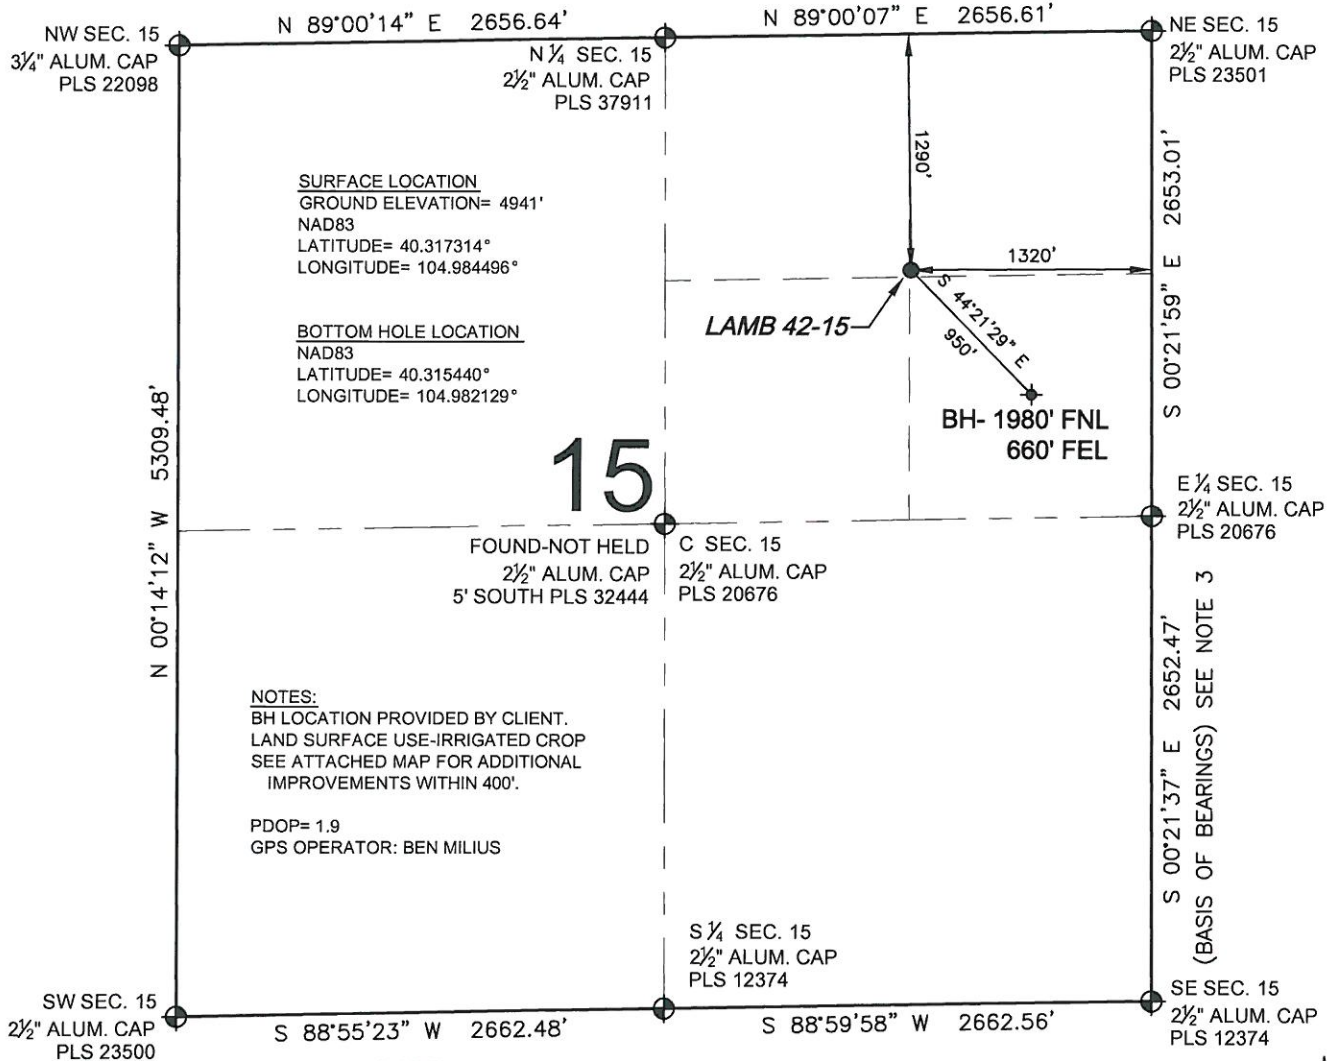 N 89°00'14" E 2656.64'
N 89°00'07" E 2656.61'
NW SEC. 15
3¼" ALUM. CAP
PLS 22098
N ¼ SEC. 15
2½" ALUM. CAP
PLS 37911
NE SEC. 15
2½" ALUM. CAP
PLS 23501
SURFACE LOCATION
GROUND ELEVATION= 4941'
NAD83
LATITUDE= 40.317314°
LONGITUDE= 104.984496°
BOTTOM HOLE LOCATION
NAD83
LATITUDE= 40.315440°
LONGITUDE= 104.982129°
1290'
1320'
LAMB 42-15
S 44°21'29" E
950'
BH- 1980' FNL
660' FEL
S 00°21'59" E 2653.01'
N 00°14'12" W 5309.48'
15
E ¼ SEC. 15
2½" ALUM. CAP
PLS 20676
FOUND-NOT HELD
2½" ALUM. CAP
5' SOUTH PLS 32444
C SEC. 15
2½" ALUM. CAP
PLS 20676
NOTES:
BH LOCATION PROVIDED BY CLIENT.
LAND SURFACE USE-IRRIGATED CROP
SEE ATTACHED MAP FOR ADDITIONAL
IMPROVEMENTS WITHIN 400'.
PDOP= 1.9
GPS OPERATOR: BEN MILIUS
S 00°21'37" E 2652.47'
(BASIS OF BEARINGS) SEE NOTE 3
S ¼ SEC. 15
2½" ALUM. CAP
PLS 12374
SW SEC. 15
2½" ALUM. CAP
PLS 23500
S 88°55'23" W 2662.48'
S 88°59'58" W 2662.56'
SE SEC. 15
2½" ALUM. CAP
PLS 12374